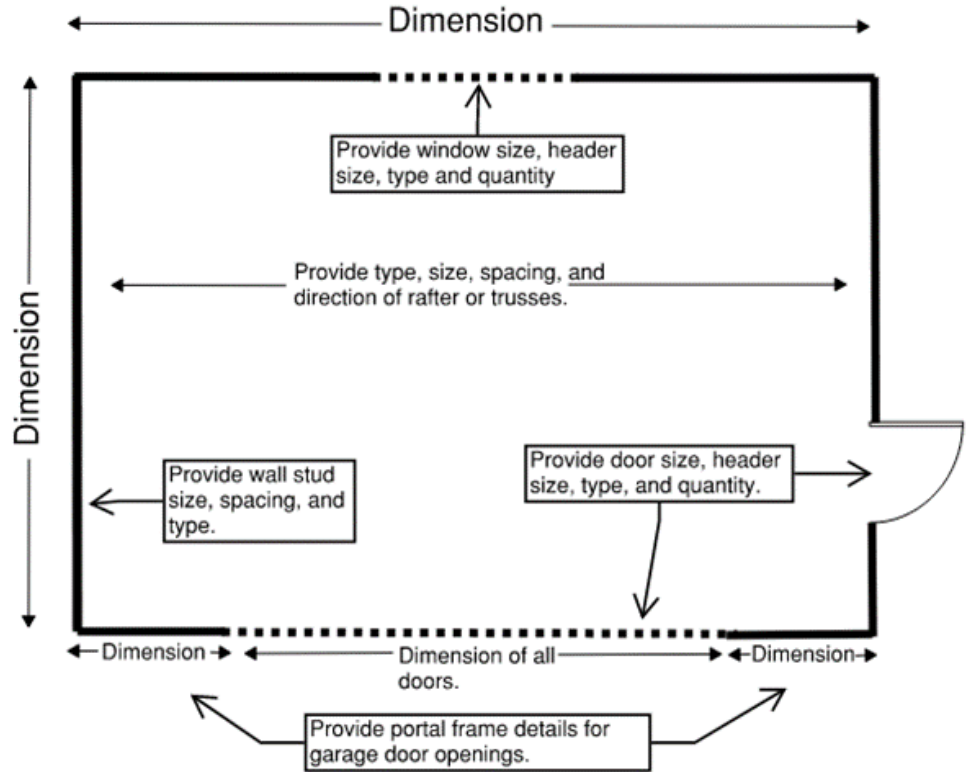 Dimension
Provide window size, header
size, type and quantity
Provide type, size, spacing, and
direction of rafter or trusses.
Dimension
Provide wall stud
size, spacing, and
type.
Provide door size, header
size, type, and quantity.
Dimension
Dimension of all
doors.
Dimension
Provide portal frame details for
garage door openings.